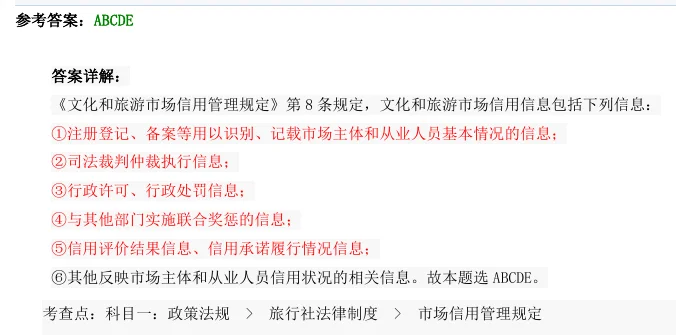 参考答案：ABCDE
答案详解：
《文化和旅游市场信用管理规定》第 8 条规定，文化和旅游市场信用信息包括下列信息：
①注册登记、备案等用以识别、记载市场主体和从业人员基本情况的信息；
②司法裁判仲裁执行信息；
③行政许可、行政处罚信息；
④与其他部门实施联合奖惩的信息；
⑤信用评价结果信息、信用承诺履行情况信息；
⑥其他反映市场主体和从业人员信用状况的相关信息。故本题选 ABCDE。
考查点：科目一：政策法规 > 旅行社法律制度 > 市场信用管理规定